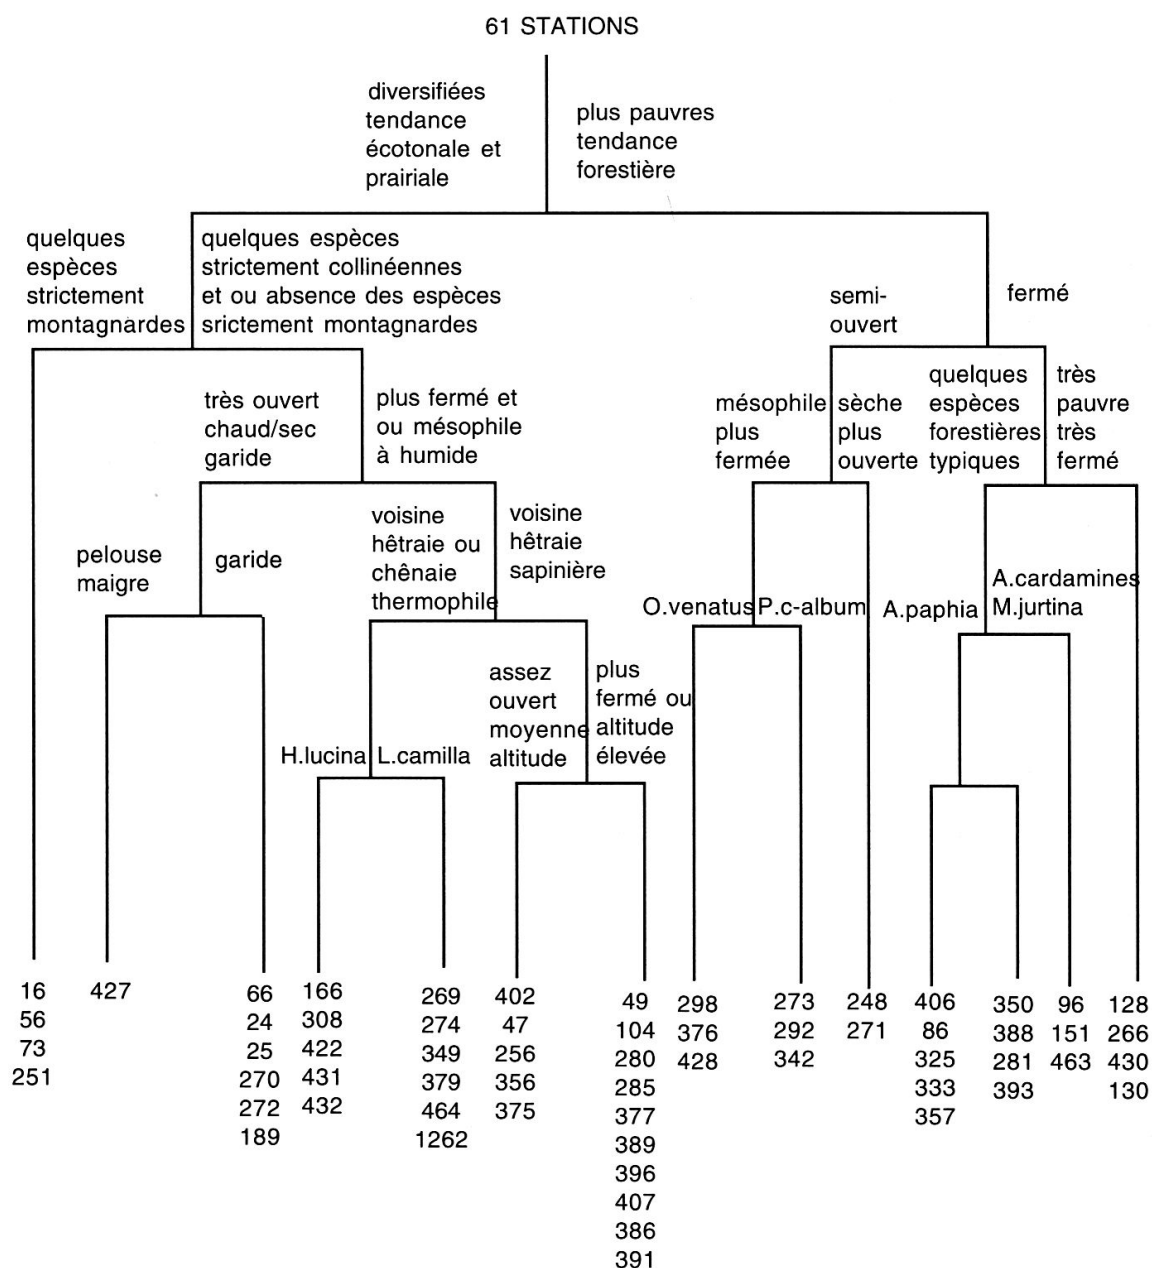 61 STATIONS
diversifiées
tendance
écotonale et
prairiale
plus pauvres
tendance
forestière
quelques
espèces
strictement
montagnardes
quelques espèces
strictement collinéennes
et ou absence des espèces
srictement montagnardes
semi-
ouvert
fermé
très ouvert
chaud/sec
garide
plus fermé et
ou mésophile
à humide
mésophile
plus
fermée
sèche
plus
ouverte
quelques
espèces
forestières
typiques
très
pauvre
très
fermé
pelouse
maigre
garide
voisine
hêtraie ou
chênaie
thermophile
voisine
hêtraie
sapinière
O.venatus
P.c-album
A.paphia
A.cardamines
M.jurtina
H.lucina
L.camilla
assez
ouvert
moyenne
altitude
plus
fermé ou
altitude
élevée
16
56
73
251
427
66
24
25
270
272
189
166
308
422
431
432
269
274
349
379
464
1262
402
47
256
356
375
49
104
280
285
377
389
396
407
386
391
298
376
428
273
292
342
248
271
406
86
325
333
357
350
388
281
393
96
151
463
128
266
430
130